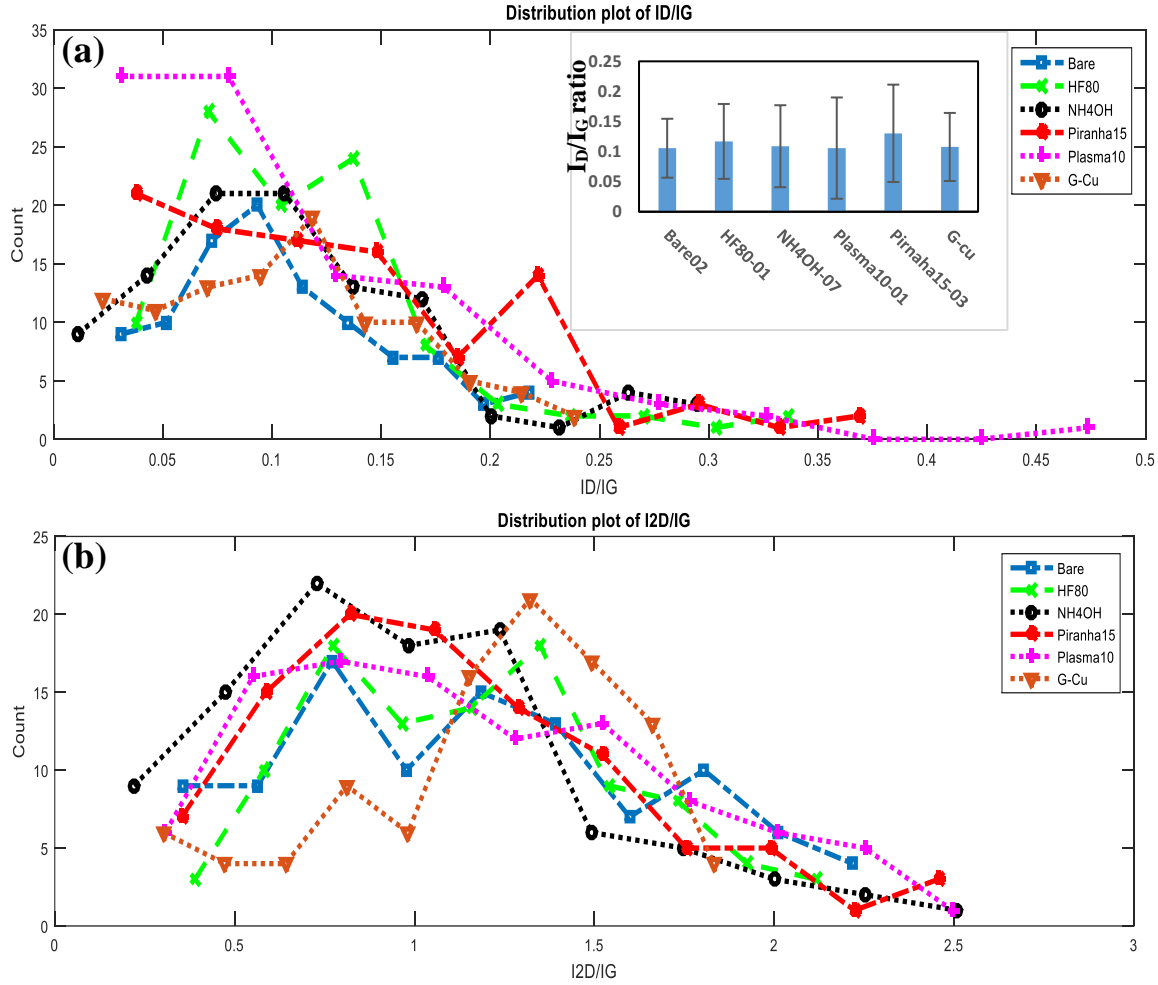 Distribution plot of ID/IG
(a)
35
30
25
20
15
10
5
0
Count
0 0.05 0.1 0.15 0.2 0.25 0.3 0.35 0.4 0.45 0.5
ID/IG
I_D/I_G ratio
0.25
0.2
0.15
0.1
0.05
0
Bare02
HF80-01
NH4OH-07
Plasma10-01
Pirnaha15-03
G-cu
Bare
HF80
NH4OH
Piranha15
Plasma10
G-Cu
Distribution plot of I2D/IG
(b)
25
20
15
10
5
0
Count
0 0.5 1 1.5 2 2.5 3
I2D/IG
Bare
HF80
NH4OH
Piranha15
Plasma10
G-Cu